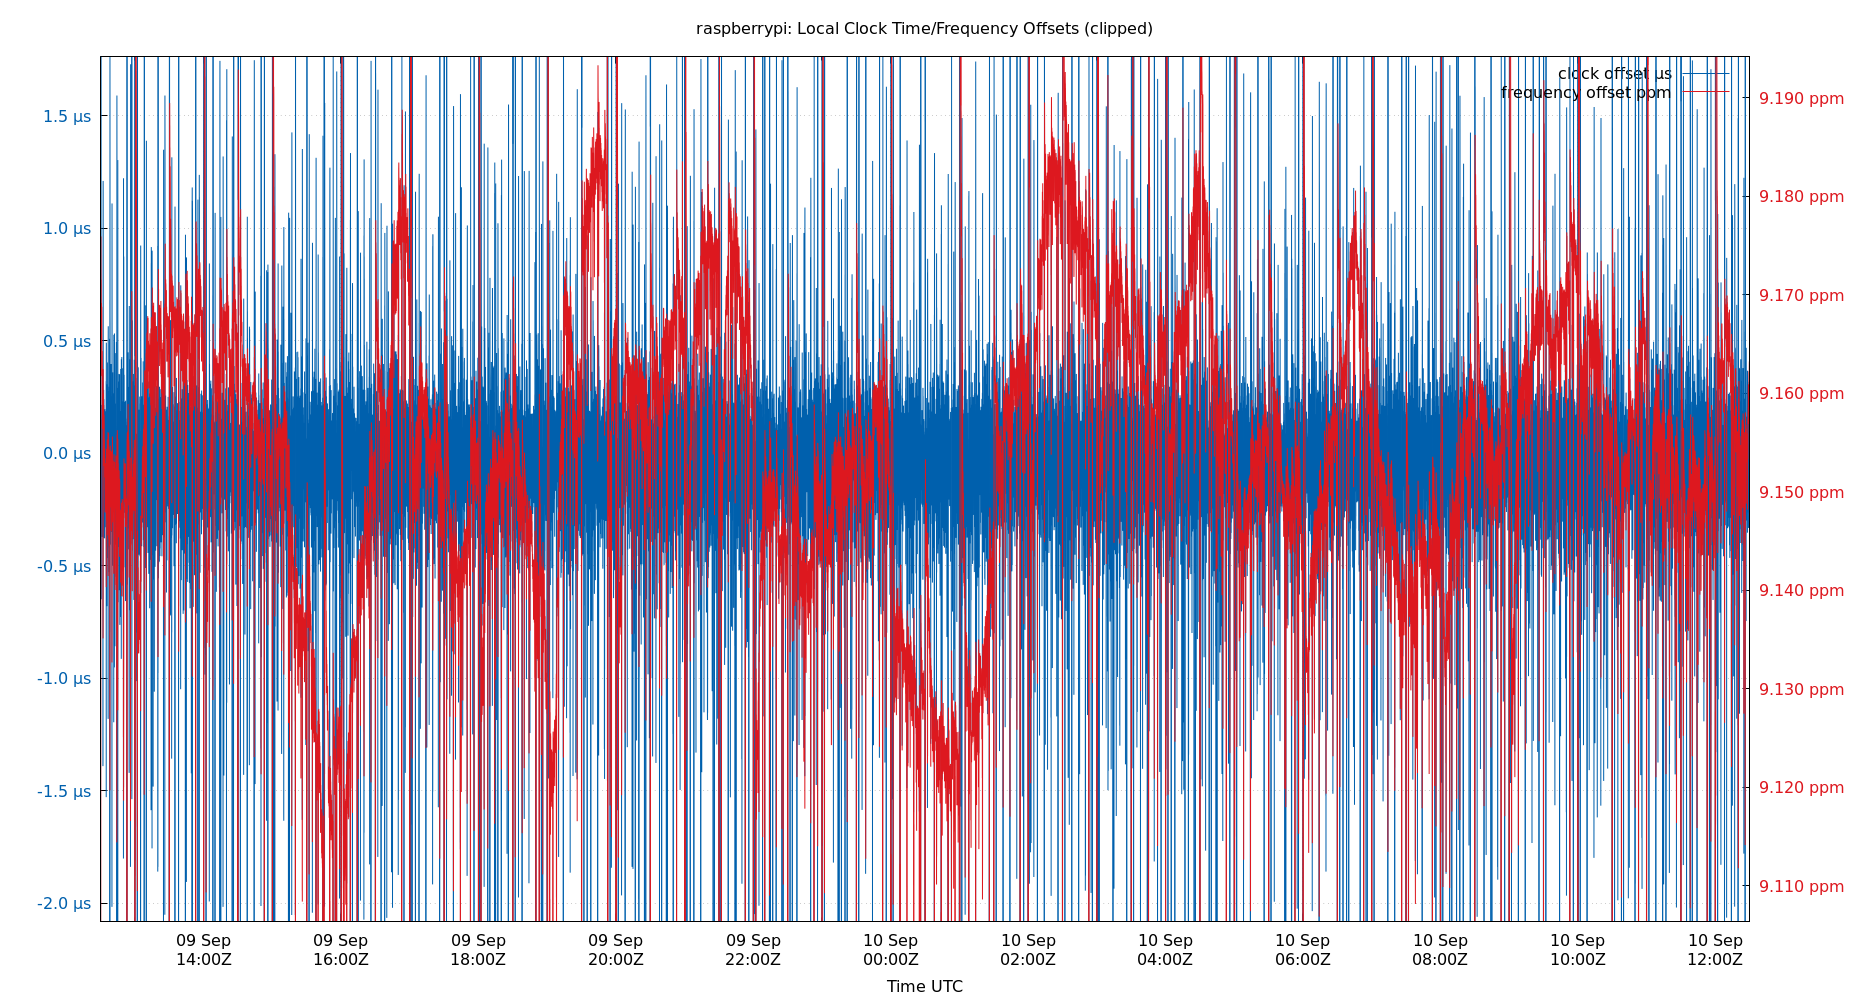 raspberrypi: Local Clock Time/Frequency Offsets (clipped)
clock offset µs
frequency offset ppm
1.5 µs
1.0 µs
0.5 µs
0.0 µs
-0.5 µs
-1.0 µs
-1.5 µs
-2.0 µs
9.190 ppm
9.180 ppm
9.170 ppm
9.160 ppm
9.150 ppm
9.140 ppm
9.130 ppm
9.120 ppm
9.110 ppm
09 Sep 09 Sep 09 Sep 09 Sep 09 Sep 10 Sep 10 Sep 10 Sep 10 Sep 10 Sep 10 Sep 10 Sep
14:00Z 16:00Z 18:00Z 20:00Z 22:00Z 00:00Z 02:00Z 04:00Z 06:00Z 08:00Z 10:00Z 12:00Z
Time UTC